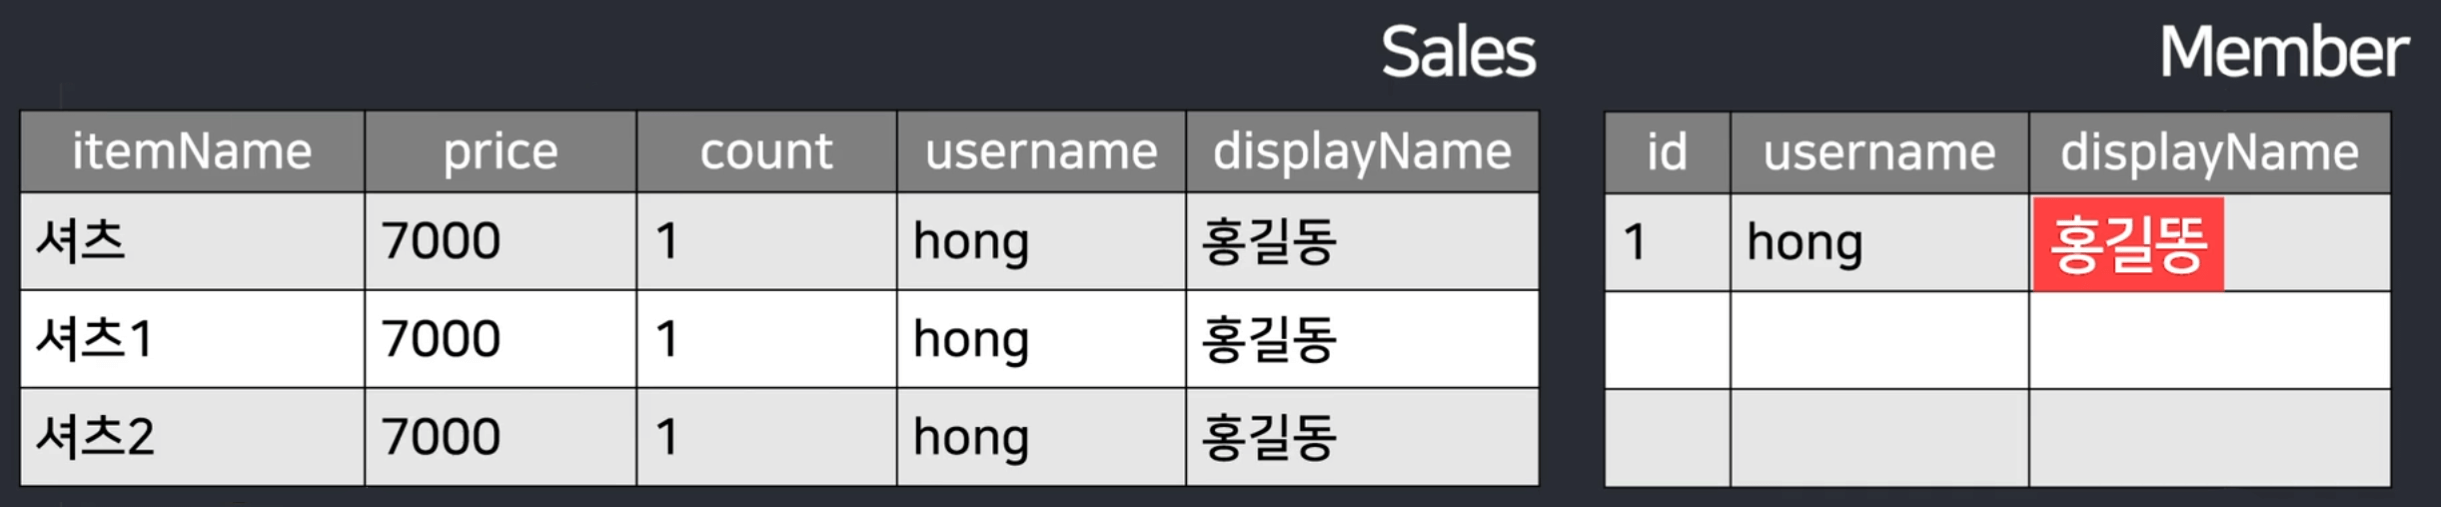 Sales
itemName price count username displayName
셔츠 7000 1 hong 홍길동
셔츠1 7000 1 hong 홍길동
셔츠2 7000 1 hong 홍길동
Member
id username displayName
1 hong 홍길똥